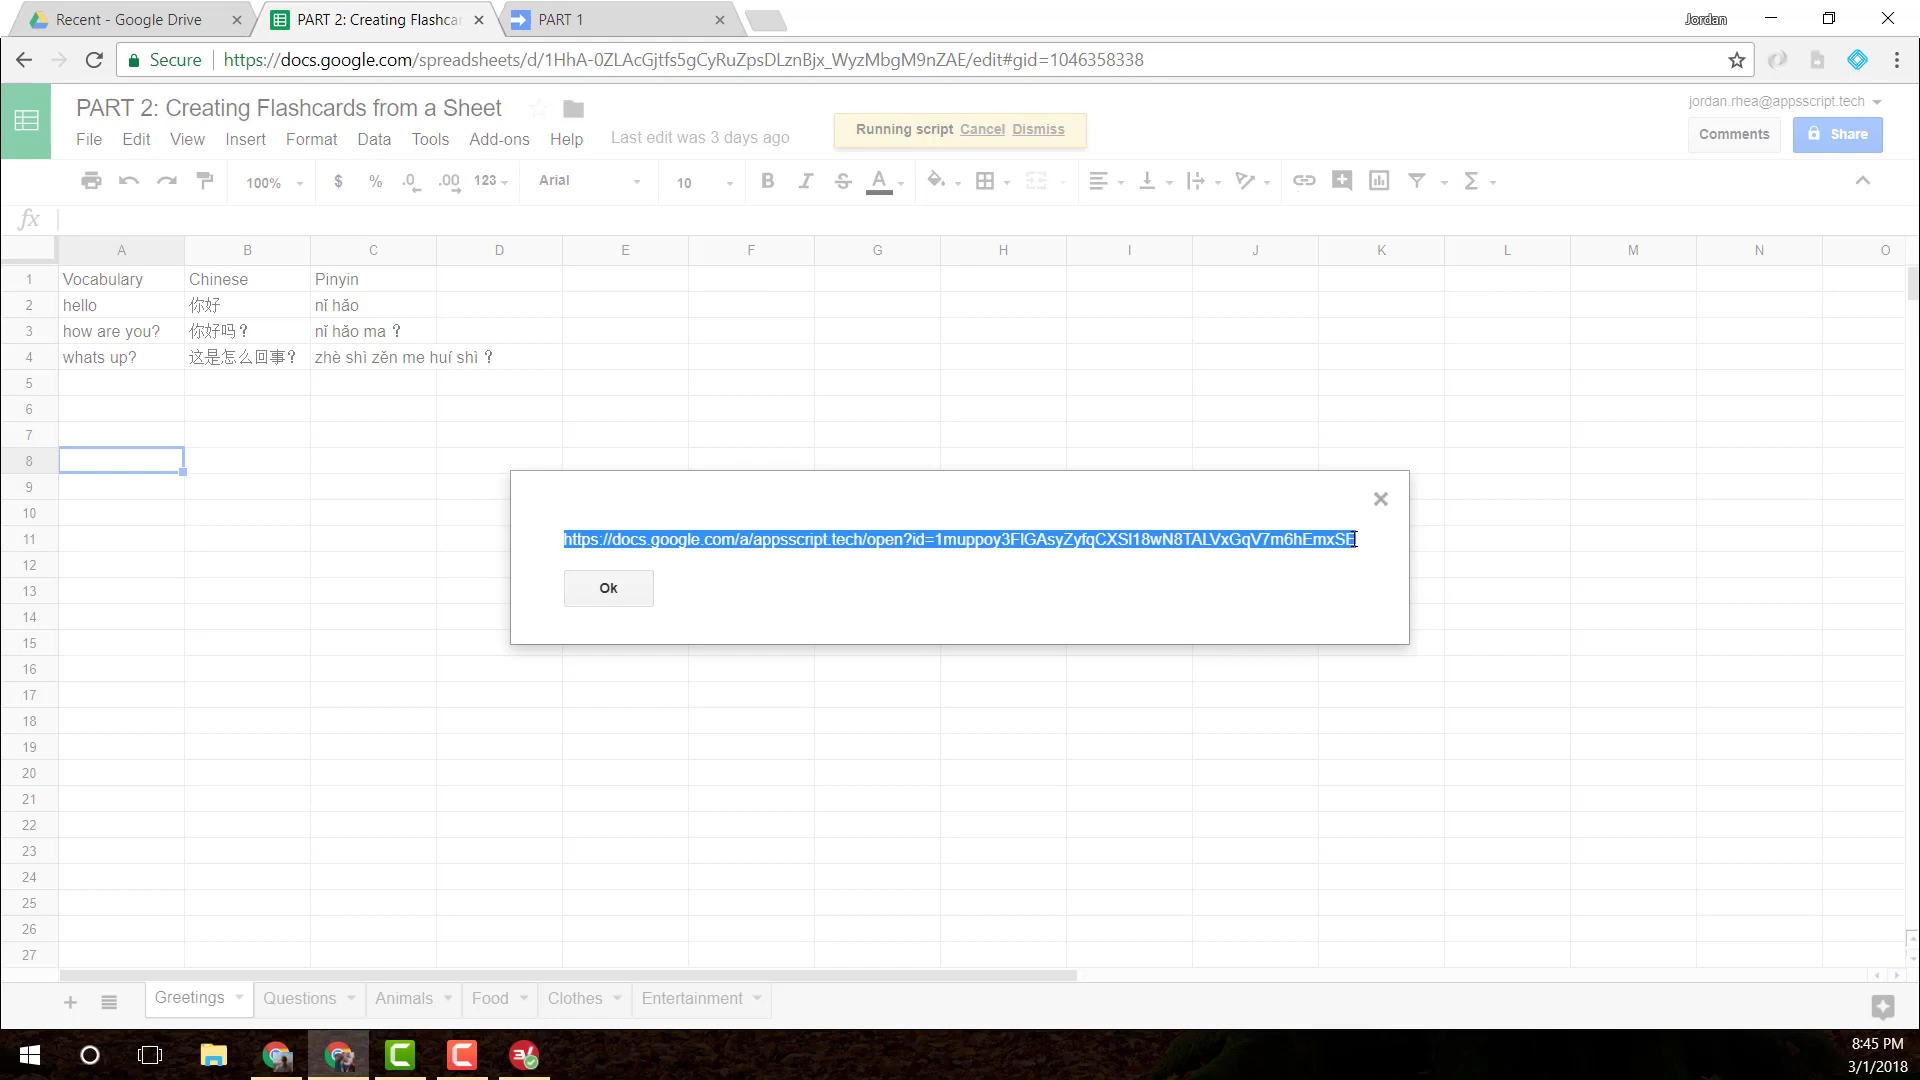 Recent - Google Drive
PART 2: Creating Flashcar
PART 1
Jordan
Secure
https://docs.google.com/spreadsheets/d/1HhA-0ZLAcGjtfs5gCyRuZpsDLznBjx_WyzMbgM9nZAE/edit#gid=1046358338
PART 2: Creating Flashcards from a Sheet
jordan.rhea@appsscript.tech
File Edit View Insert Format Data Tools Add-ons Help
Last edit was 3 days ago
Running script Cancel Dismiss
Comments
Share
100% $ % .0 .00 123 Arial 10 B I S A Σ
fx
A B C D E F G H I J K L M N O
1 Vocabulary Chinese Pinyin
2 hello 你好 nǐ hǎo
3 how are you? 你好吗？ nǐ hǎo ma ？
4 whats up? 这是怎么回事？ zhè shì zěn me huí shì ？
5
6
7
8
9
10
11
12
13
14
15
16
17
18
19
20
21
22
23
24
25
26
27
https://docs.google.com/a/appsscript.tech/open?id=1muppoy3FlGAsyZyfqCXSl18wN8TALVxGqV7m6hEmxSE
Ok
Greetings Questions Animals Food Clothes Entertainment
8:45 PM
3/1/2018